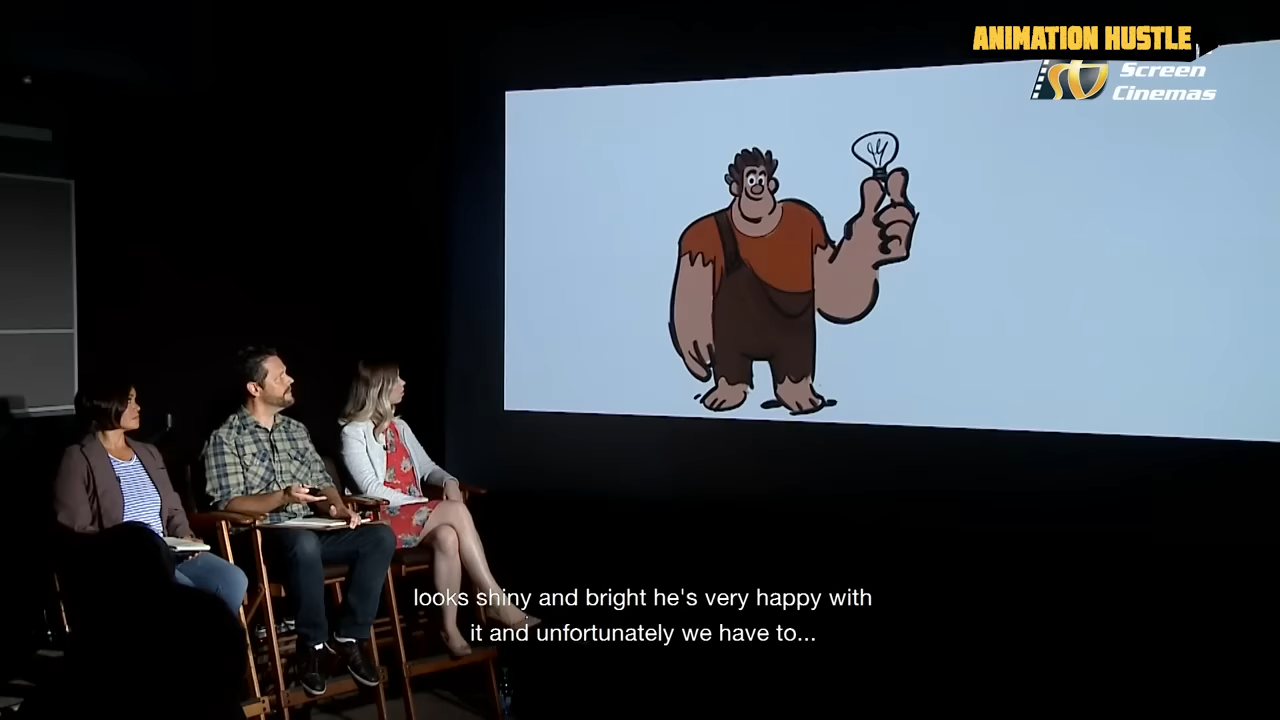 ANIMATION HUSTLE
Screen
Cinemas
looks shiny and bright he's very happy with
it and unfortunately we have to...